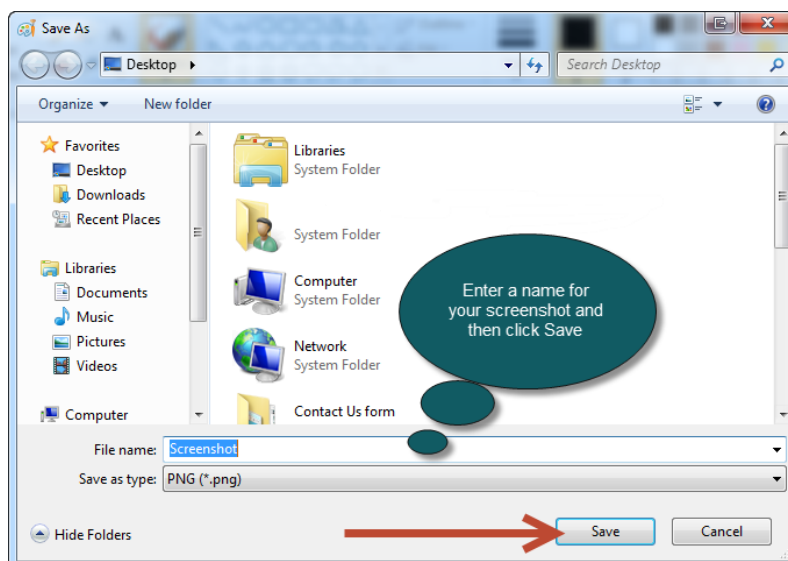 Save As
Desktop
Search Desktop
Organize
New folder
Favorites
Desktop
Downloads
Recent Places
Libraries
Documents
Music
Pictures
Videos
Computer
Libraries
System Folder
System Folder
Computer
System Folder
Network
System Folder
Contact Us form
Enter a name for
your screenshot and
then click Save
File name: Screenshot
Save as type: PNG (*.png)
Hide Folders
Save
Cancel